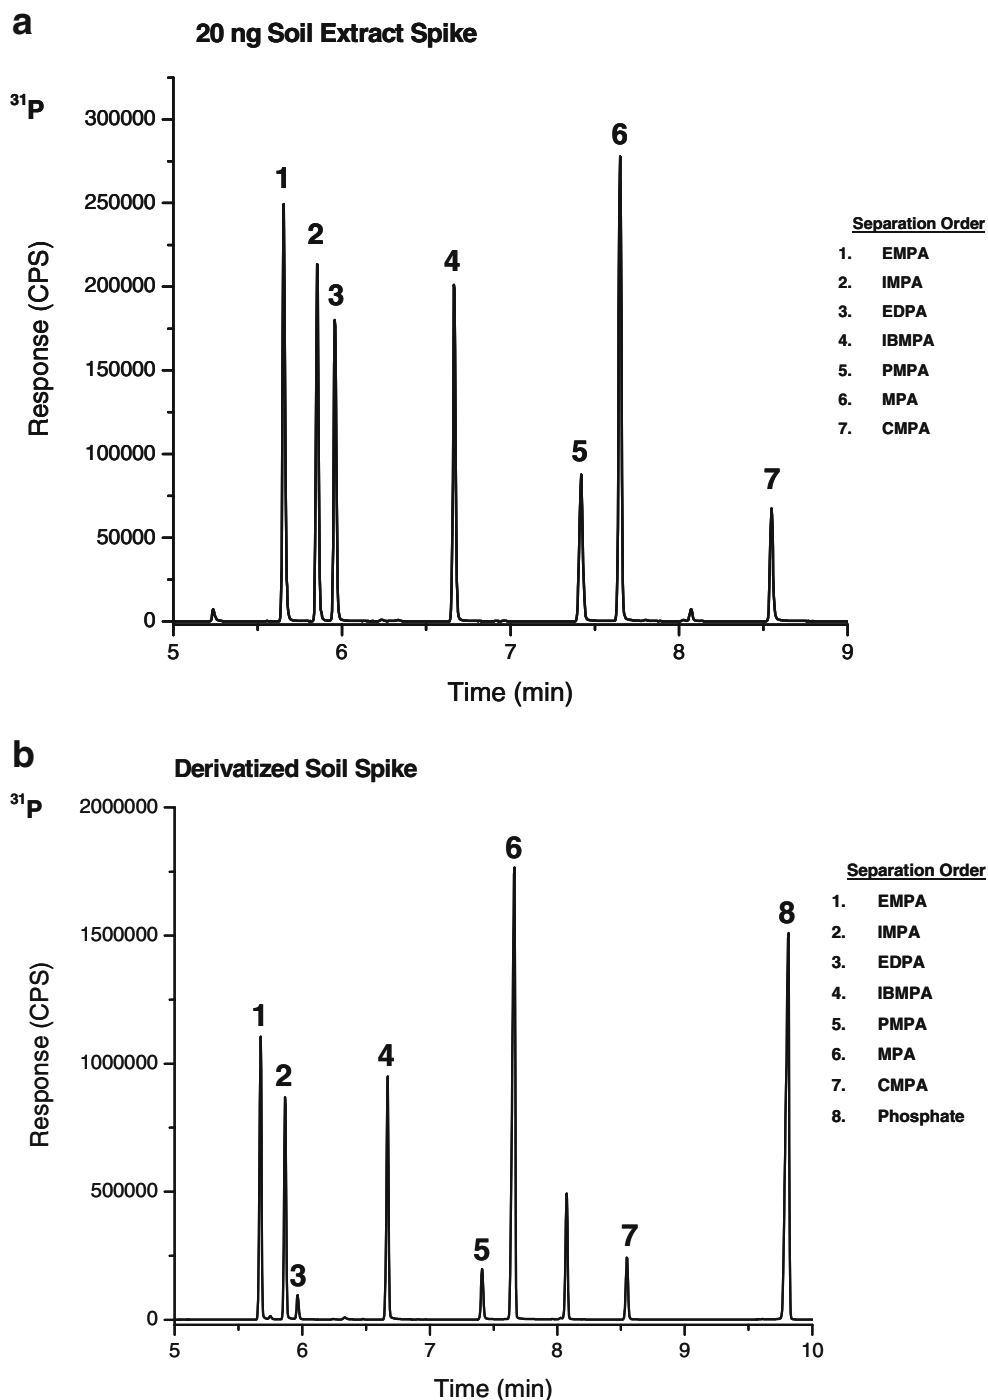 a
20 ng Soil Extract Spike
31P
300000
250000
200000
150000
100000
50000
0
Response (CPS)
1
2
3
4
5
6
7
5 6 7 8 9
Time (min)
Separation Order
1. EMPA
2. IMPA
3. EDPA
4. IBMPA
5. PMPA
6. MPA
7. CMPA
b
Derivatized Soil Spike
31P
2000000
1500000
1000000
500000
0
Response (CPS)
1
2
3
4
5
6
7
8
5 6 7 8 9 10
Time (min)
Separation Order
1. EMPA
2. IMPA
3. EDPA
4. IBMPA
5. PMPA
6. MPA
7. CMPA
8. Phosphate